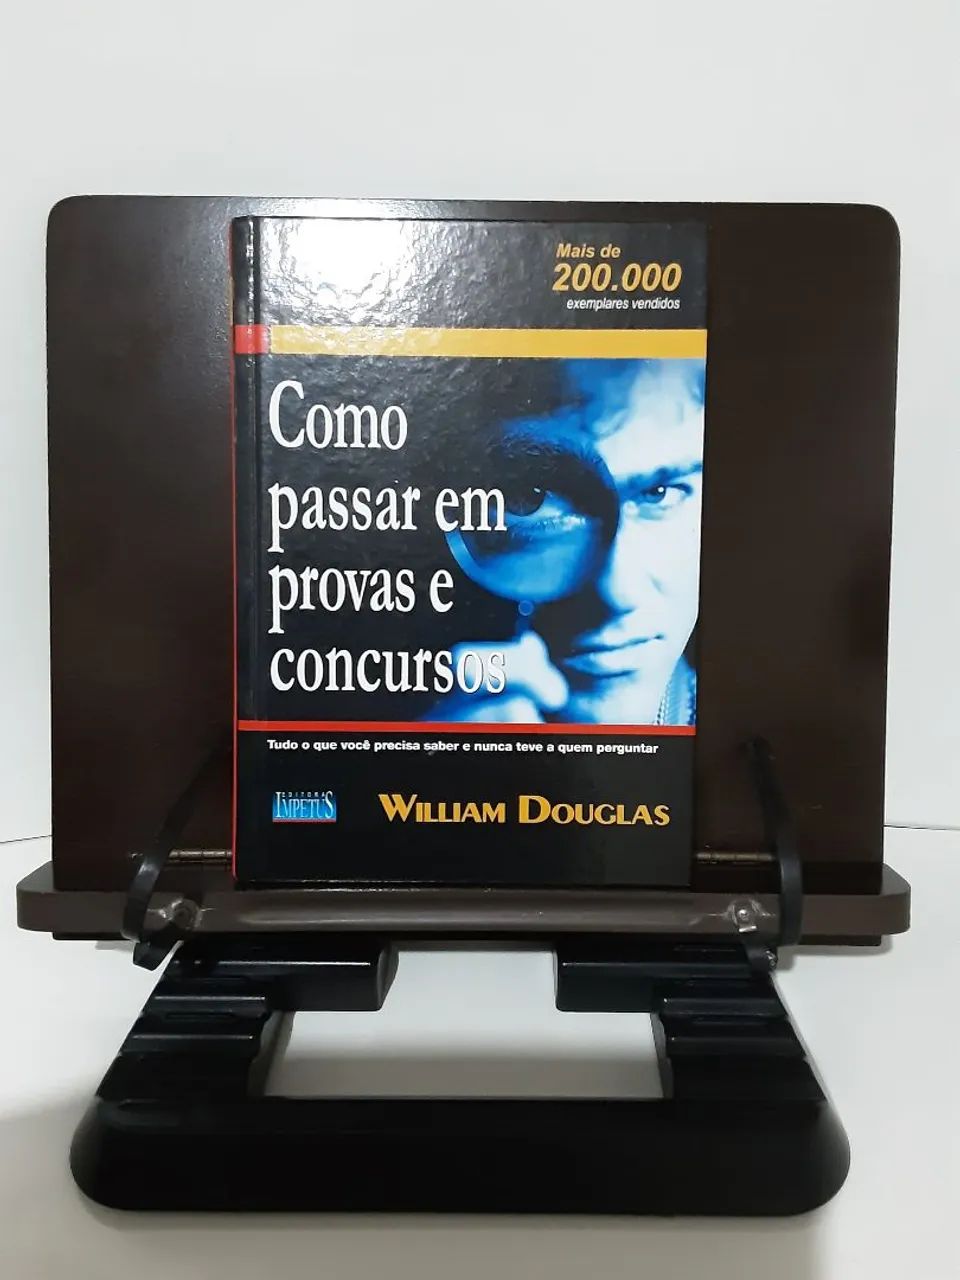 Mais de
200.000
exemplares vendidos
Como
passar em
provas e
concursos
Tudo o que você precisa saber e nunca teve a quem perguntar
EDITORA
IMPETUS
WILLIAM DOUGLAS